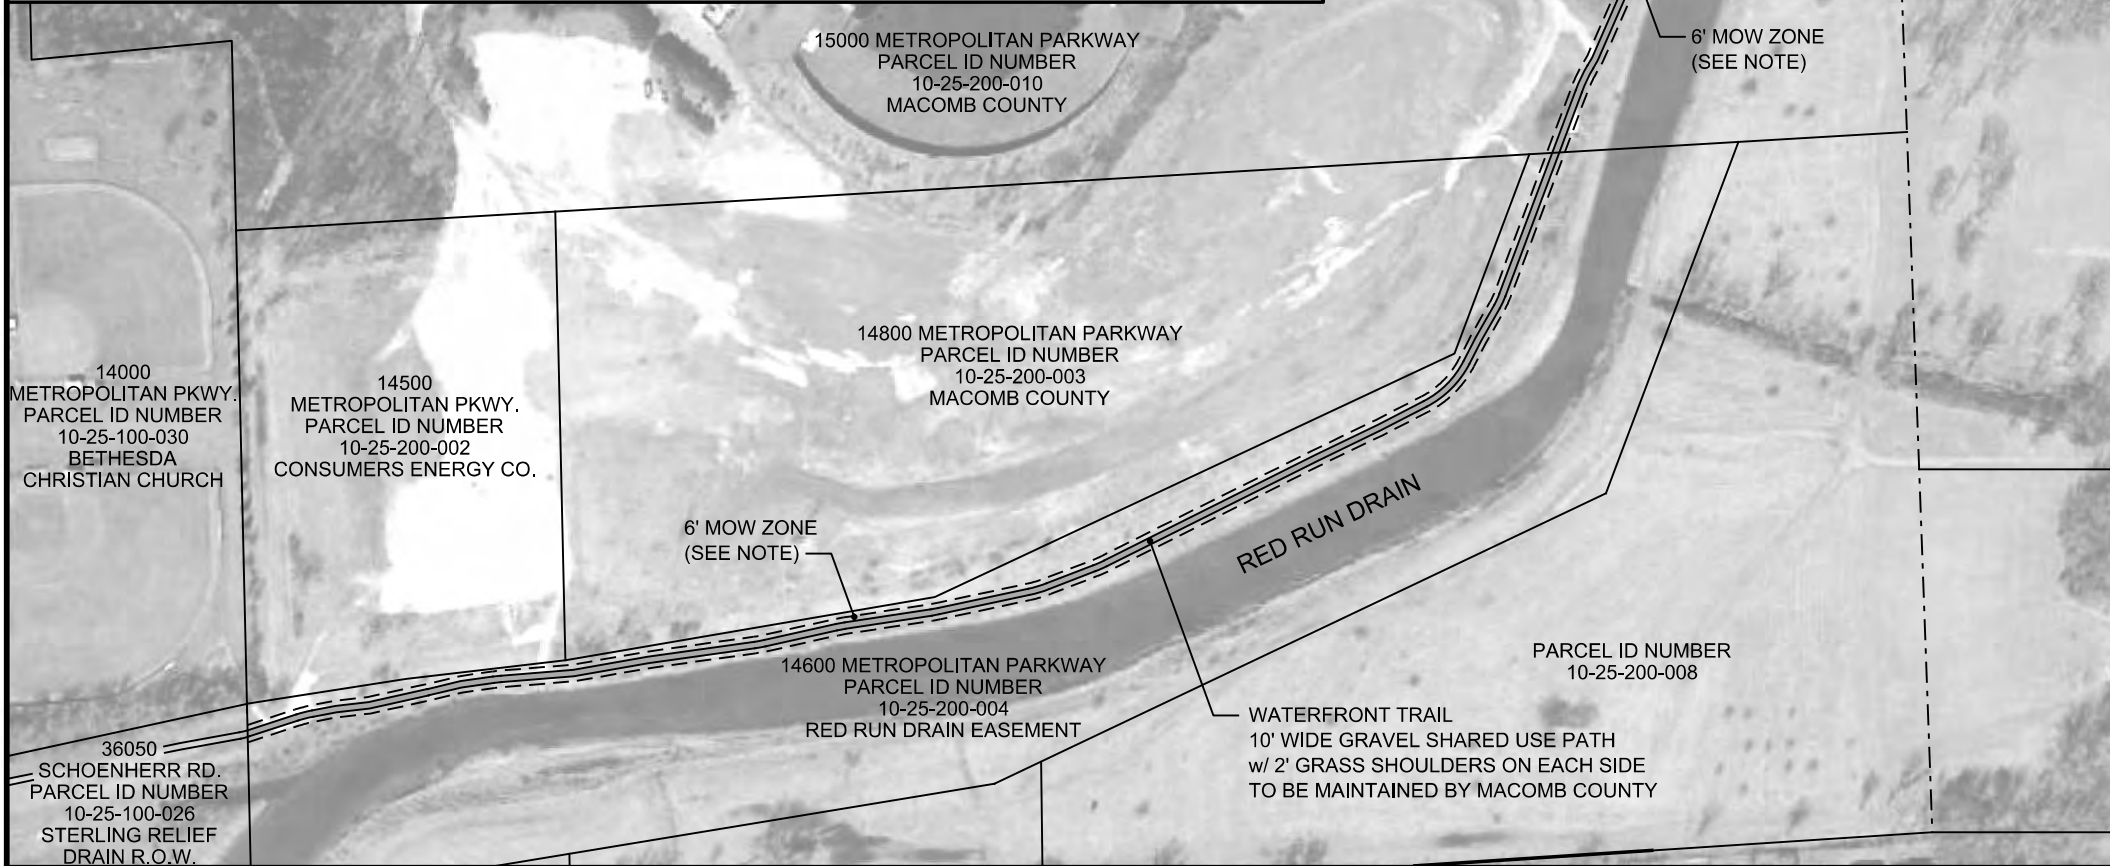 15000 METROPOLITAN PARKWAY
PARCEL ID NUMBER
10-25-200-010
MACOMB COUNTY
6' MOW ZONE
(SEE NOTE)
14800 METROPOLITAN PARKWAY
PARCEL ID NUMBER
10-25-200-003
MACOMB COUNTY
14000
METROPOLITAN PKWY.
PARCEL ID NUMBER
10-25-100-030
BETHESDA
CHRISTIAN CHURCH
14500
METROPOLITAN PKWY.
PARCEL ID NUMBER
10-25-200-002
CONSUMERS ENERGY CO.
6' MOW ZONE
(SEE NOTE)
RED RUN DRAIN
14600 METROPOLITAN PARKWAY
PARCEL ID NUMBER
10-25-200-004
RED RUN DRAIN EASEMENT
PARCEL ID NUMBER
10-25-200-008
WATERFRONT TRAIL
10' WIDE GRAVEL SHARED USE PATH
w/ 2' GRASS SHOULDERS ON EACH SIDE
TO BE MAINTAINED BY MACOMB COUNTY
36050
SCHOENHERR RD.
PARCEL ID NUMBER
10-25-100-026
STERLING RELIEF
DRAIN R.O.W.